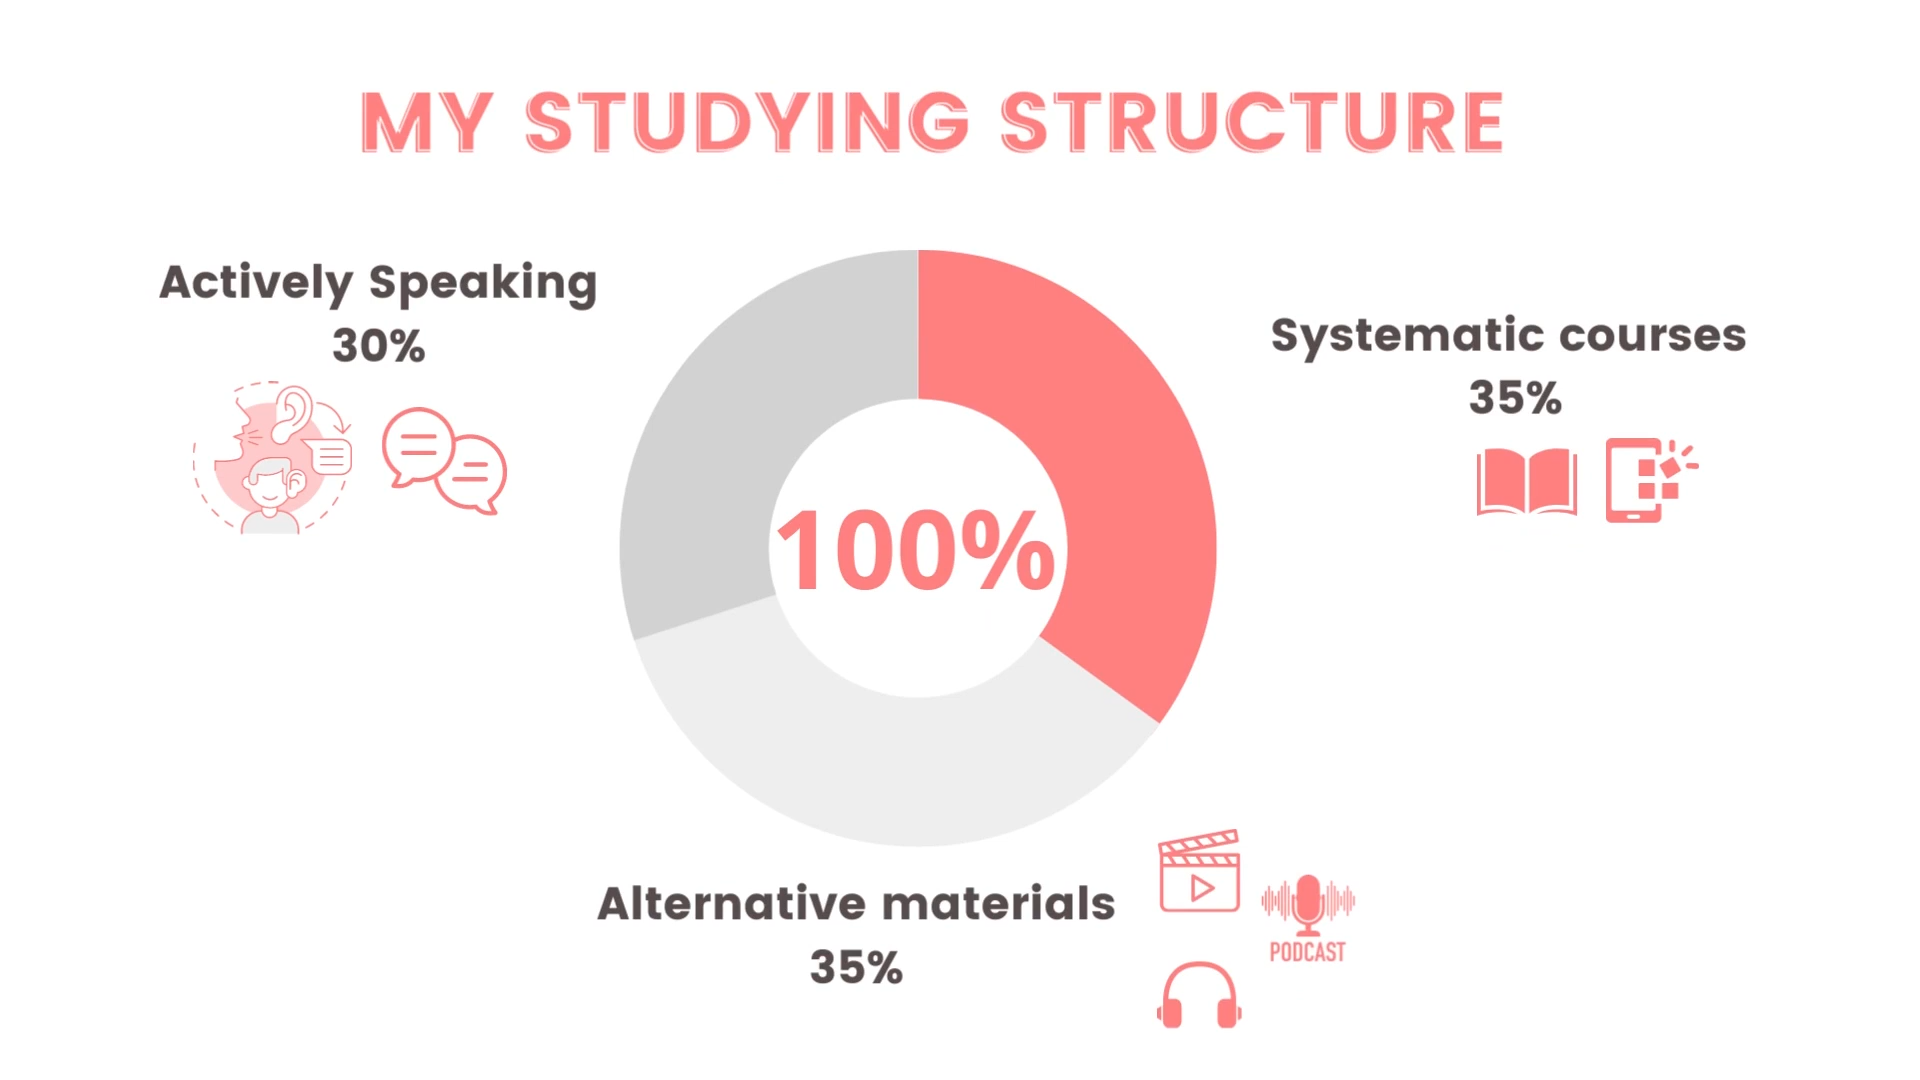 MY STUDYING STRUCTURE
Actively Speaking
30%
Systematic courses
35%
100%
Alternative materials
35%
PODCAST